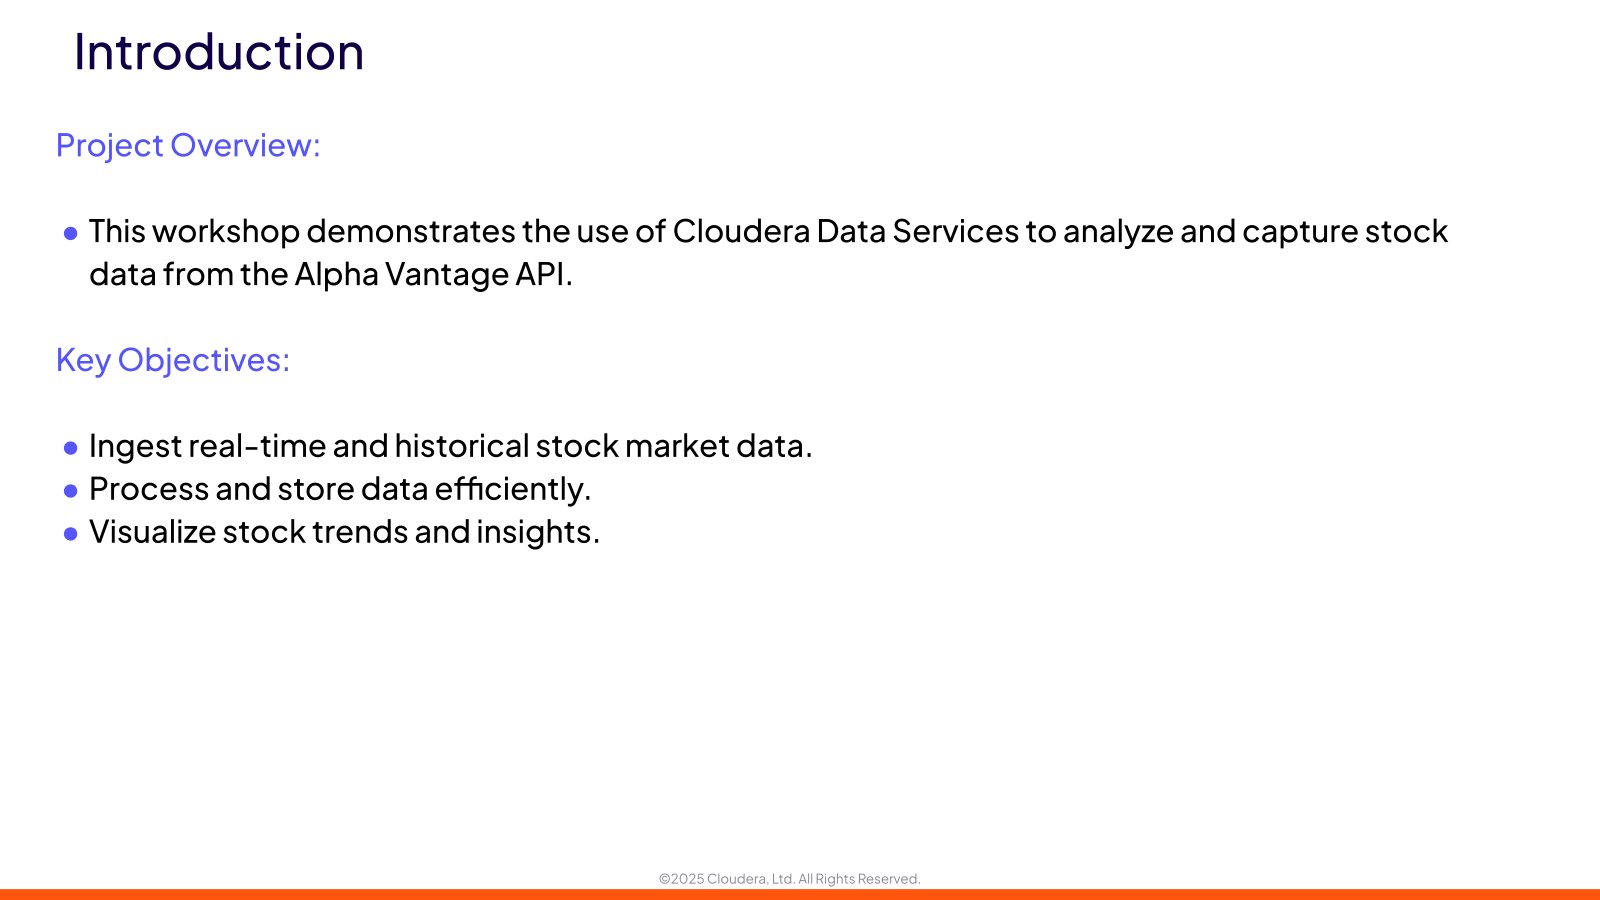 Introduction
Project Overview:
● This workshop demonstrates the use of Cloudera Data Services to analyze and capture stock
data from the Alpha Vantage API.
Key Objectives:
● Ingest real-time and historical stock market data.
● Process and store data efficiently.
● Visualize stock trends and insights.
©2025 Cloudera, Ltd. All Rights Reserved.